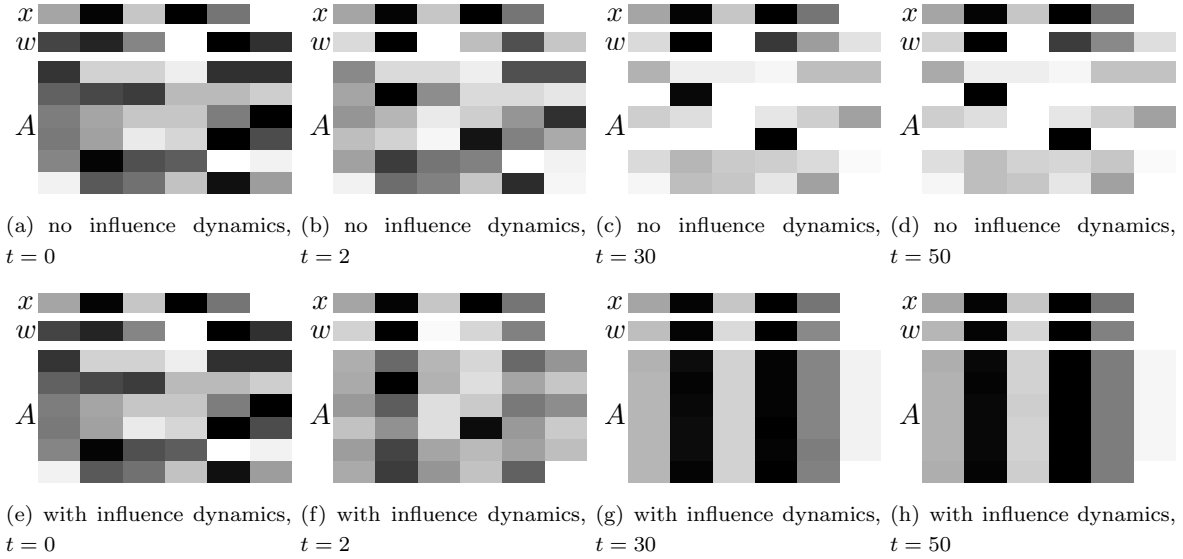 x x x x
w w w w
A A A A
(a) no influence dynamics, (b) no influence dynamics, (c) no influence dynamics, (d) no influence dynamics,
t = 0 t = 2 t = 30 t = 50
x x x x
w w w w
A A A A
(e) with influence dynamics, (f) with influence dynamics, (g) with influence dynamics, (h) with influence dynamics,
t = 0 t = 2 t = 30 t = 50